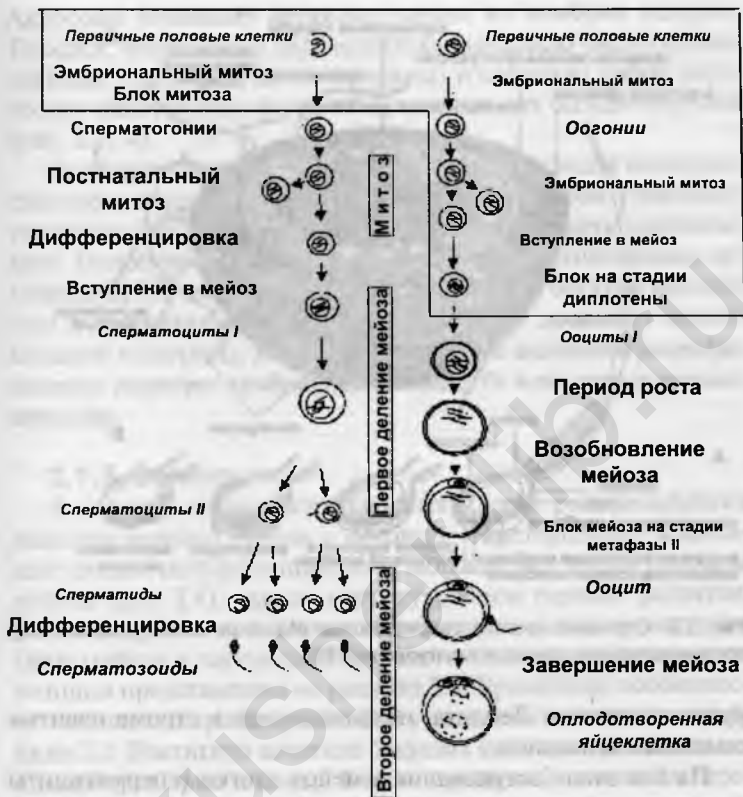 Первичные половые клетки
Эмбриональный митоз
Блок митоза
Сперматогонии
Постнатальный
митоз
Дифференцировка
Вступление в мейоз
Сперматоциты I
Сперматоциты II
Сперматиды
Дифференцировка
Сперматозоиды
Митоз
Первое деление мейоза
Второе деление мейоза
Первичные половые клетки
Эмбриональный митоз
Оогонии
Эмбриональный митоз
Вступление в мейоз
Блок на стадии
диплотены
Ооциты I
Период роста
Возобновление
мейоза
Блок мейоза на стадии
метафазы II
Ооцит
Завершение мейоза
Оплодотворенная
яйцеклетка